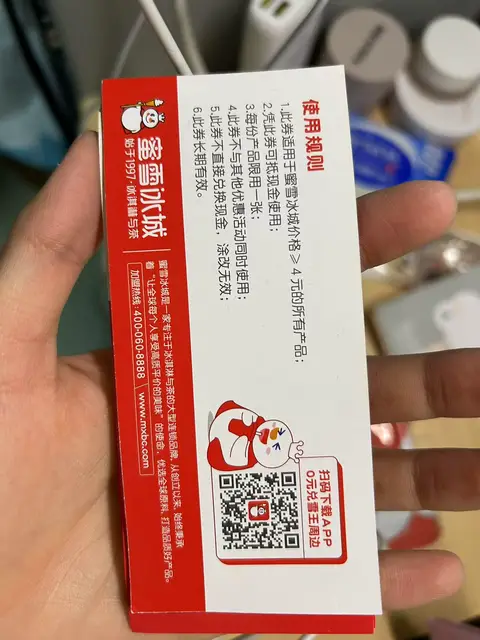 使用规则
1.此券适用于蜜雪冰城价格≥4元的所有产品；
2.凭此券可抵现金使用；
3.每份产品限用一张；
4.此券不与其他优惠活动同时使用；
5.此券不直接兑换现金，涂改无效；
6.此券长期有效。
扫码下载APP
0元兑雪王周边
蜜雪冰城
始于1997·冰淇淋与茶
蜜雪冰城是一家专注于冰淇淋与茶的大型连锁品牌，从创立以来，始终秉承
着“让全球每个人享受高质平价的美味”的使命，优选全球原料，打造品质好产品。
加盟热线：400-060-8888 www.mxbc.com